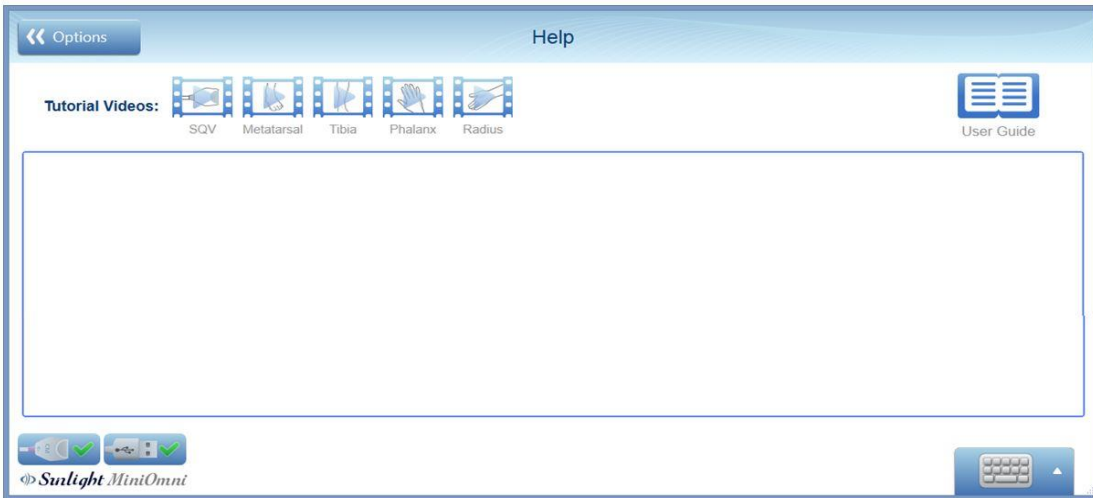 Options
Help
Tutorial Videos:
SQV Metatarsal Tibia Phalanx Radius
User Guide
Sunlight MiniOmni